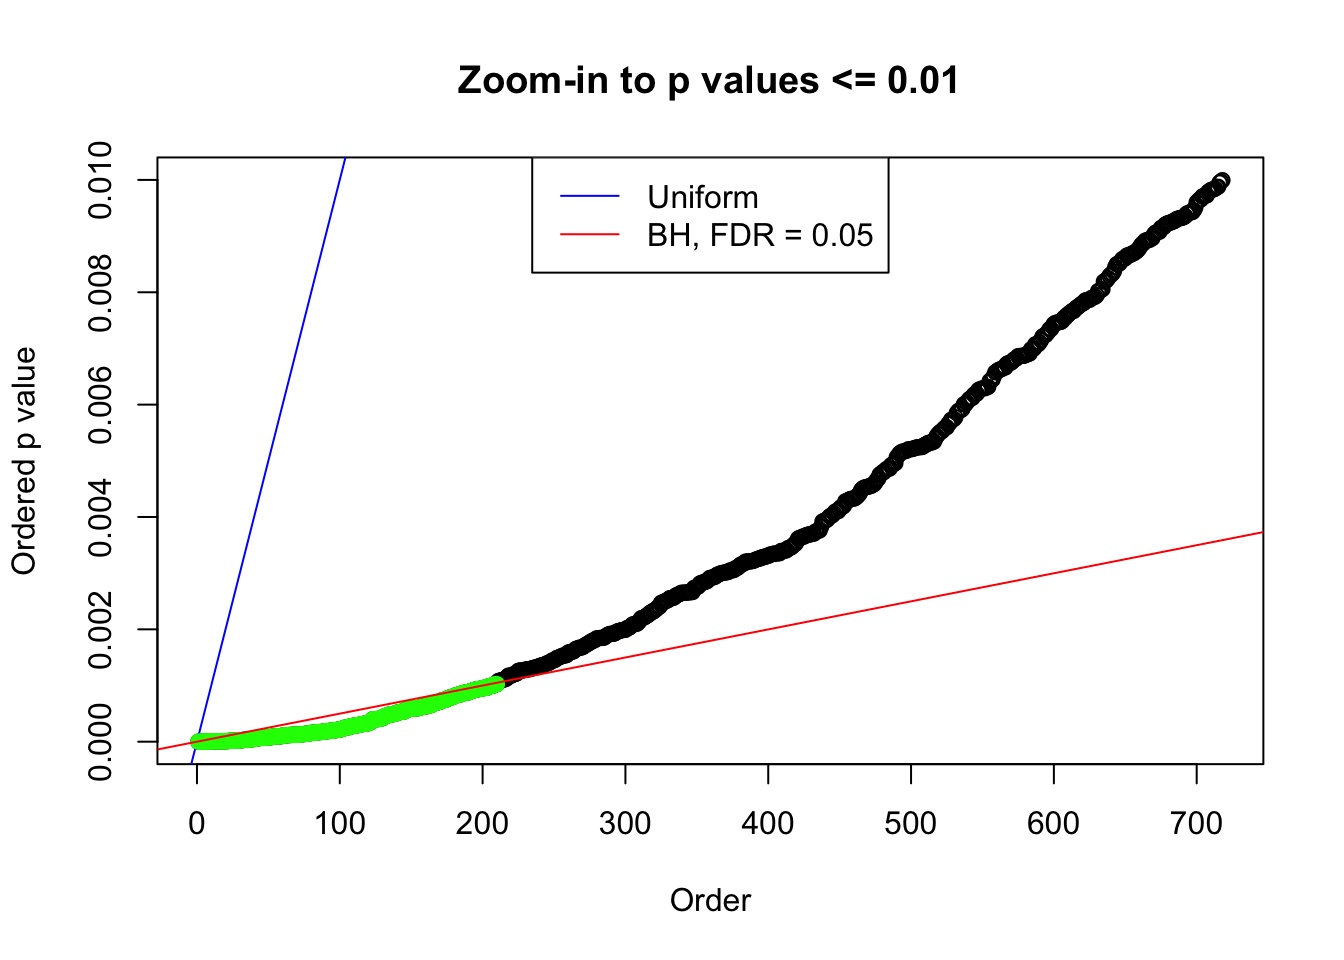 Zoom-in to p values <= 0.01
Uniform
BH, FDR = 0.05
Ordered p value
0.010
0.008
0.006
0.004
0.002
0.000
0 100 200 300 400 500 600 700
Order